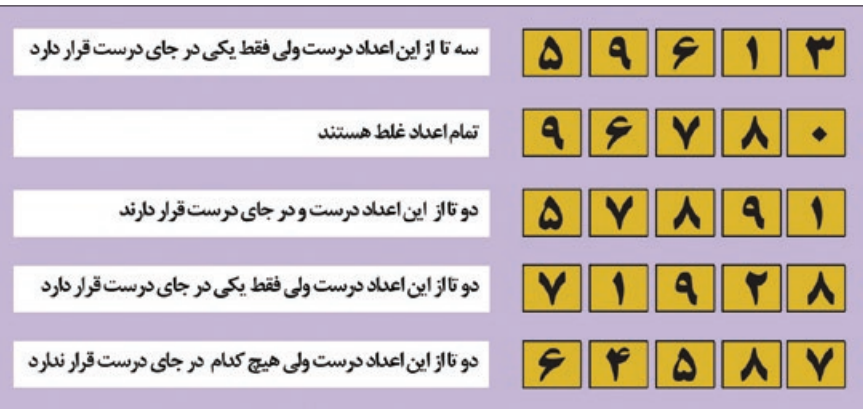 سه تا از این اعداد درست ولی فقط یکی در جای درست قرار دارد ۵ ۹ ۶ ۱ ۳
تمام اعداد غلط هستند ۹ ۶ ۷ ۸ ۰
دو تا از این اعداد درست و در جای درست قرار دارند ۵ ۷ ۸ ۹ ۱
دو تا از این اعداد درست ولی فقط یکی در جای درست قرار دارد ۷ ۱ ۹ ۲ ۸
دو تا از این اعداد درست ولی هیچ کدام در جای درست قرار ندارد ۶ ۴ ۵ ۸ ۷